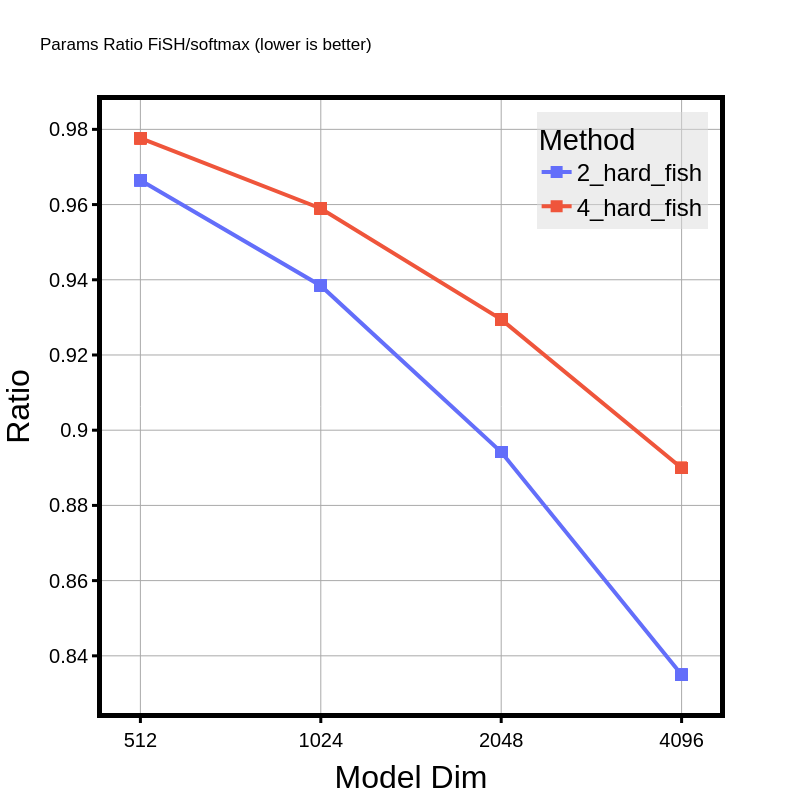 Params Ratio FiSH/softmax (lower is better)
Method
2_hard_fish
4_hard_fish
0.98
0.96
0.94
0.92
0.9
0.88
0.86
0.84
Ratio
512 1024 2048 4096
Model Dim